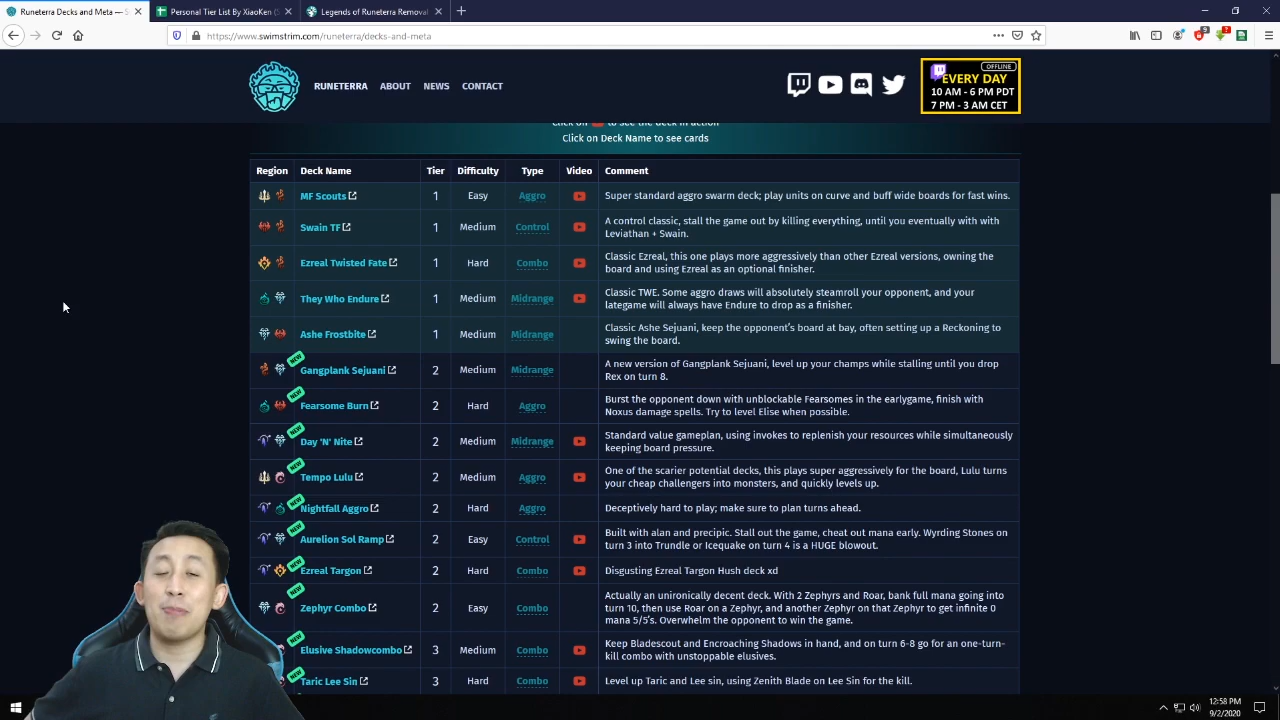 Runeterra Decks and Meta — S
Personal Tier List By XiaoKen (S
Legends of Runeterra Removal
https://www.swimstrim.com/runeterra/decks-and-meta
9
7
RUNETERRA ABOUT NEWS CONTACT
OFFLINE
EVERY DAY
10 AM - 6 PM PDT
7 PM - 3 AM CET
Click on to see the deck in action
Click on Deck Name to see cards
Region Deck Name Tier Difficulty Type Video Comment
MF Scouts 1 Easy Aggro Super standard aggro swarm deck; play units on curve and buff wide boards for fast wins.
Swain TF 1 Medium Control A control classic, stall the game out by killing everything, until you eventually with with
Leviathan + Swain.
Ezreal Twisted Fate 1 Hard Combo Classic Ezreal, this one plays more aggressively than other Ezreal versions, owning the
board and using Ezreal as an optional finisher.
They Who Endure 1 Medium Midrange Classic TWE. Some aggro draws will absolutely steamroll your opponent, and your
lategame will always have Endure to drop as a finisher.
Ashe Frostbite 1 Medium Midrange Classic Ashe Sejuani, keep the opponent's board at bay, often setting up a Reckoning to
swing the board.
NEW
Gangplank Sejuani 2 Medium Midrange A new version of Gangplank Sejuani, level up your champs while stalling until you drop
Rex on turn 8.
NEW
Fearsome Burn 2 Hard Aggro Burst the opponent down with unblockable Fearsomes in the earlygame, finish with
Noxus damage spells. Try to level Elise when possible.
NEW
Day 'N' Nite 2 Medium Midrange Standard value gameplan, using invokes to replenish your resources while simultaneously
keeping board pressure.
NEW
Tempo Lulu 2 Medium Aggro One of the scarier potential decks, this plays super aggressively for the board, Lulu turns
your cheap challengers into monsters, and quickly levels up.
NEW
Nightfall Aggro 2 Hard Aggro Deceptively hard to play; make sure to plan turns ahead.
NEW
Aurelion Sol Ramp 2 Easy Control Built with alan and precipic. Stall out the game, cheat out mana early. Wyrding Stones on
turn 3 into Trundle or Icequake on turn 4 is a HUGE blowout.
NEW
Ezreal Targon 2 Hard Combo Disgusting Ezreal Targon Hush deck xd
NEW
Zephyr Combo 2 Easy Combo Actually an unironically decent deck. With 2 Zephyrs and Roar, bank full mana going into
turn 10, then use Roar on a Zephyr, and another Zephyr on that Zephyr to get infinite 0
mana 5/5's. Overwhelm the opponent to win the game.
NEW
Elusive Shadowcombo 3 Medium Combo Keep Bladescout and Encroaching Shadows in hand, and on turn 6-8 go for an one-turn-
kill combo with unstoppable elusives.
NEW
Taric Lee Sin 3 Hard Combo Level up Taric and Lee sin, using Zenith Blade on Lee Sin for the kill.
12:58 PM
9/2/2020